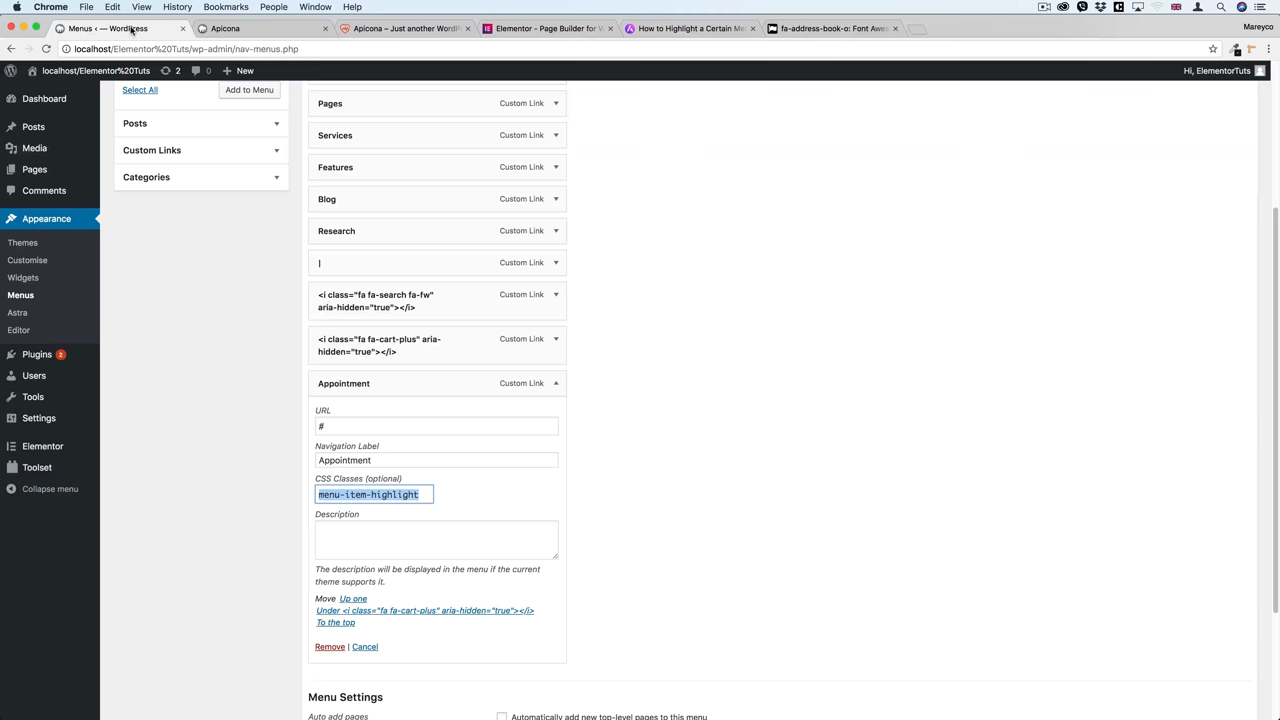 Chrome File Edit View History Bookmarks People Window Help
Mareyco
Menus ‹ — WordPress
Apicona
Apicona – Just another WordPr
Elementor - Page Builder for W
How to Highlight a Certain Me
fa-address-book-o: Font Awes
localhost/Elementor%20Tuts/wp-admin/nav-menus.php
localhost/Elementor%20Tuts 2 0 + New
Hi, ElementorTuts
Dashboard
Posts
Media
Pages
Comments
Appearance
Themes
Customise
Widgets
Menus
Astra
Editor
Plugins 2
Users
Tools
Settings
Elementor
Toolset
Collapse menu
Select All Add to Menu
Posts
Custom Links
Categories
Pages Custom Link
Services Custom Link
Features Custom Link
Blog Custom Link
Research Custom Link
| Custom Link
<i class="fa fa-search fa-fw" Custom Link
aria-hidden="true"></i>
<i class="fa fa-cart-plus" aria- Custom Link
hidden="true"></i>
Appointment Custom Link
URL
#
Navigation Label
Appointment
CSS Classes (optional)
menu-item-highlight
Description
The description will be displayed in the menu if the current
theme supports it.
Move Up one
Under <i class="fa fa-cart-plus" aria-hidden="true"></i>
To the top
Remove | Cancel
Menu Settings
Auto add pages
Automatically add new top-level pages to this menu